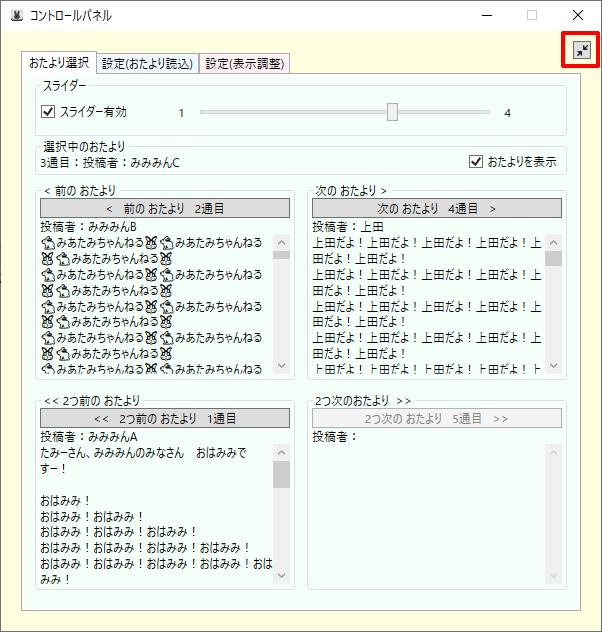 コントロールパネル
おたより選択 設定(おたより読込) 設定(表示調整)
スライダー
スライダー有効 1 4
選択中のおたより
3通目：投稿者：みみみんC
おたよりを表示
< 前の おたより
< 前の おたより 2通目
投稿者：みみみんB
🐔みあたみちゃんねる🐰🐔みあたみちゃんねる
🐰🐔みあたみちゃんねる🐰
🐔みあたみちゃんねる🐰🐔みあたみちゃんねる
🐰🐔みあたみちゃんねる🐰
🐔みあたみちゃんねる🐰🐔みあたみちゃんねる
🐰🐔みあたみちゃんねる🐰
🐔みあたみちゃんねる🐰🐔みあたみちゃんねる
🐰🐔みあたみちゃんねる🐰
🐔みあたみちゃんねる🐰🐔みあたみちゃんねる
次の おたより >
次の おたより 4通目 >
投稿者：上田
上田だよ！上田だよ！上田だよ！上田だよ！上
田だよ！上田だよ！
上田だよ！上田だよ！上田だよ！上田だよ！上
田だよ！上田だよ！
上田だよ！上田だよ！上田だよ！上田だよ！上
田だよ！上田だよ！
上田だよ！上田だよ！上田だよ！上田だよ！上
田だよ！上田だよ！
上田だよ！上田だよ！上田だよ！上田だよ！上
<< 2つ前の おたより
<< 2つ前の おたより 1通目
投稿者：みみみんA
たみーさん、みみみんのみなさん　おはみみで
すー！
おはみみ！
おはみみ！おはみみ！
おはみみ！おはみみ！おはみみ！
おはみみ！おはみみ！おはみみ！おはみみ！
おはみみ！おはみみ！おはみみ！おはみみ！おは
みみ！
2つ次のおたより >>
2つ次の おたより 5通目 >>
投稿者：